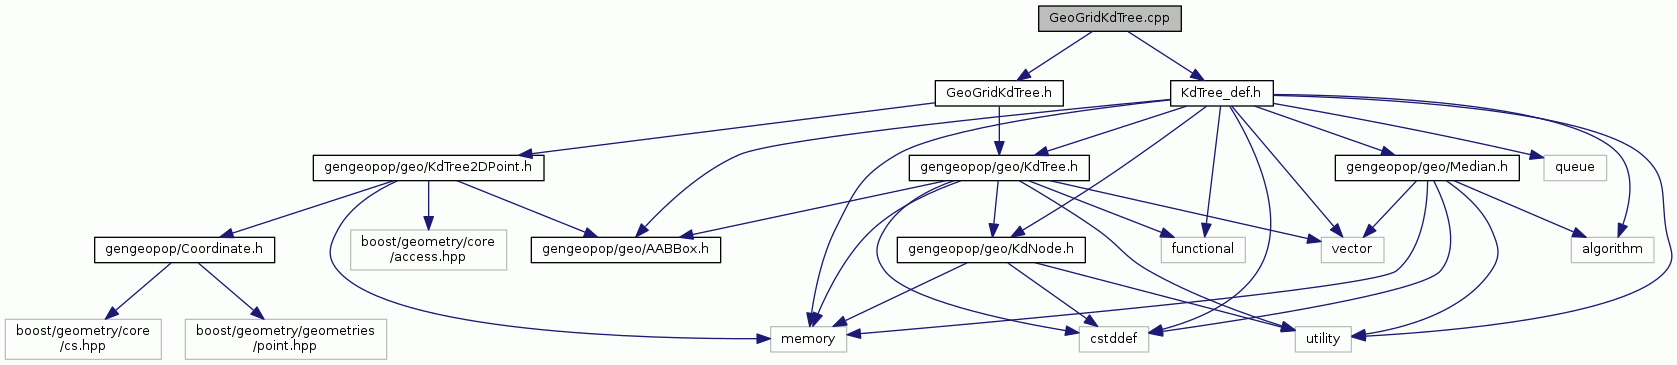 GeoGridKdTree.cpp
GeoGridKdTree.h
KdTree_def.h
gengeopop/geo/KdTree2DPoint.h
gengeopop/geo/KdTree.h
gengeopop/geo/Median.h
queue
gengeopop/Coordinate.h
boost/geometry/core
/access.hpp
gengeopop/geo/AABBox.h
gengeopop/geo/KdNode.h
functional
vector
algorithm
boost/geometry/core
/cs.hpp
boost/geometry/geometries
/point.hpp
memory
cstddef
utility